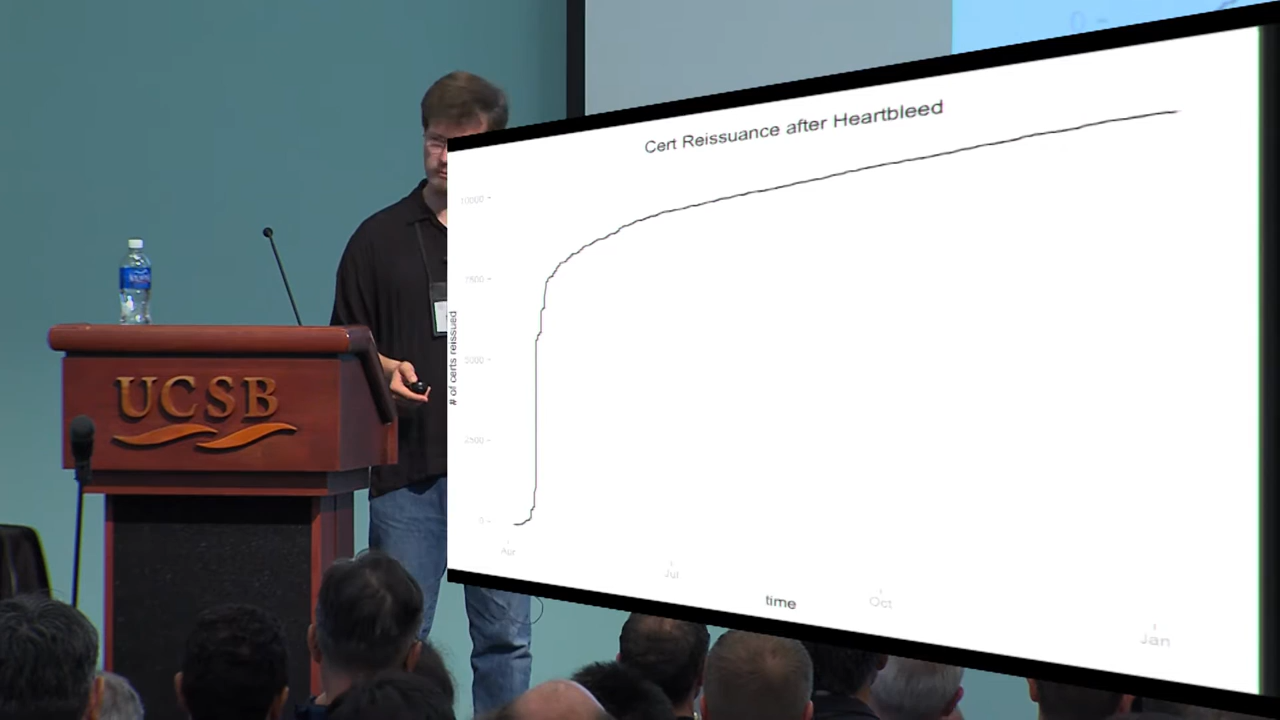 Cert Reissuance after Heartbleed
10000
7500
5000
2500
0
# of certs reissued
Apr
Jul
Oct
Jan
time
UCSB